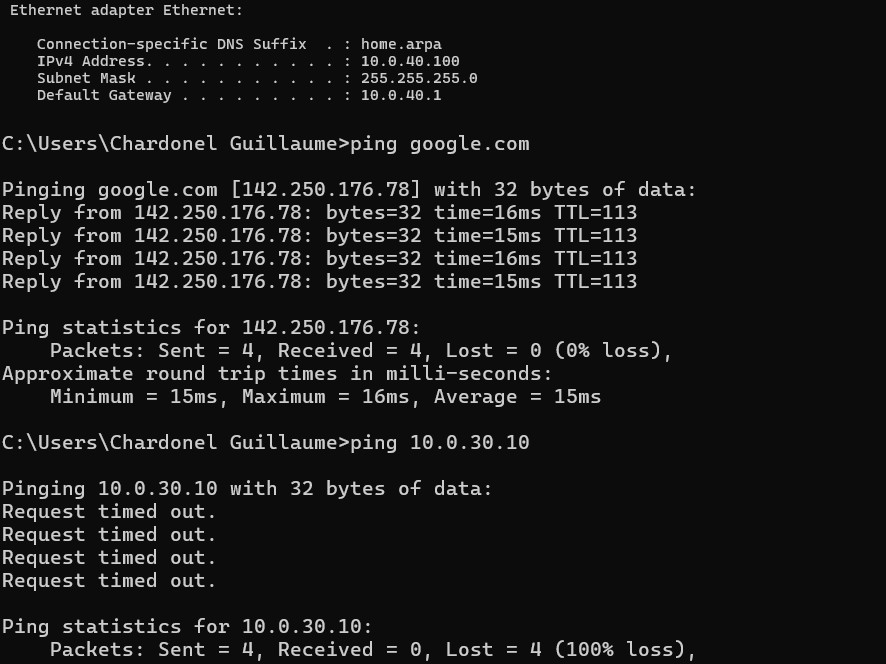 Ethernet adapter Ethernet:
Connection-specific DNS Suffix  . : home.arpa
IPv4 Address. . . . . . . . . . . : 10.0.40.100
Subnet Mask . . . . . . . . . . . : 255.255.255.0
Default Gateway . . . . . . . . . : 10.0.40.1
C:\Users\Chardonel Guillaume>ping google.com
Pinging google.com [142.250.176.78] with 32 bytes of data:
Reply from 142.250.176.78: bytes=32 time=16ms TTL=113
Reply from 142.250.176.78: bytes=32 time=15ms TTL=113
Reply from 142.250.176.78: bytes=32 time=16ms TTL=113
Reply from 142.250.176.78: bytes=32 time=15ms TTL=113
Ping statistics for 142.250.176.78:
Packets: Sent = 4, Received = 4, Lost = 0 (0% loss),
Approximate round trip times in milli-seconds:
Minimum = 15ms, Maximum = 16ms, Average = 15ms
C:\Users\Chardonel Guillaume>ping 10.0.30.10
Pinging 10.0.30.10 with 32 bytes of data:
Request timed out.
Request timed out.
Request timed out.
Request timed out.
Ping statistics for 10.0.30.10:
Packets: Sent = 4, Received = 0, Lost = 4 (100% loss),